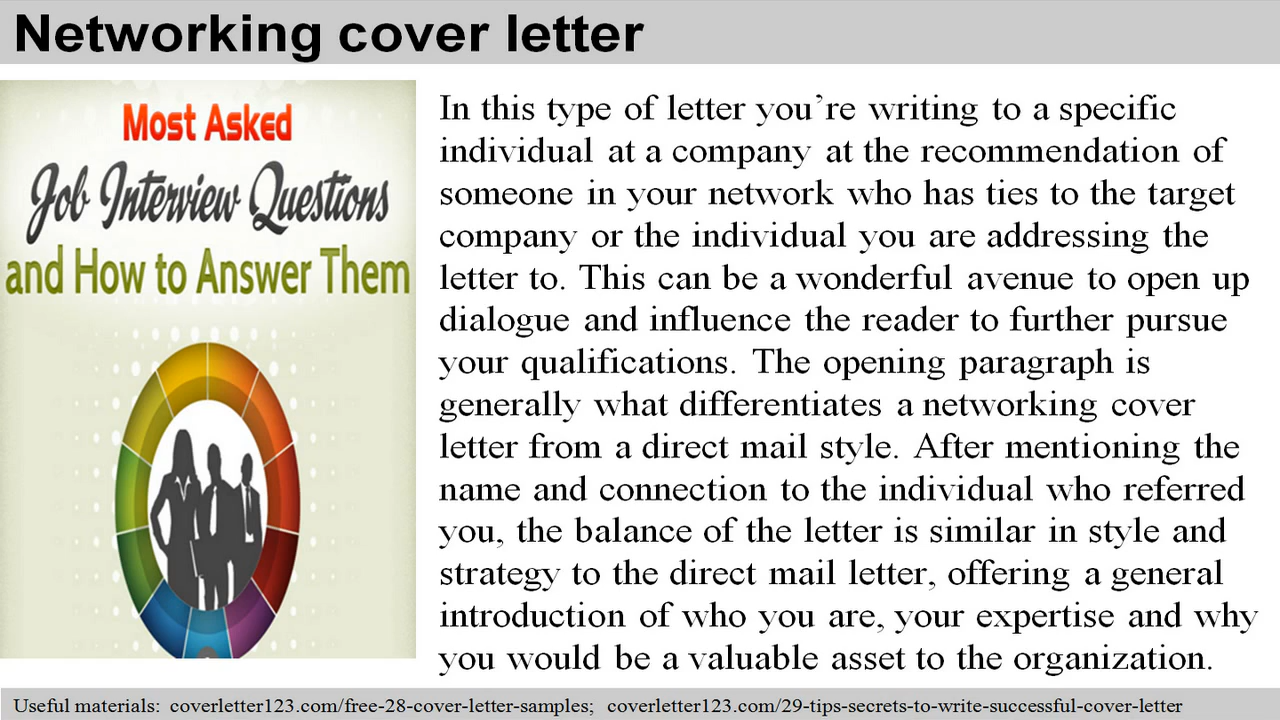 Networking cover letter
Most Asked
Job Interview Questions
and How to Answer Them
In this type of letter you’re writing to a specific
individual at a company at the recommendation of
someone in your network who has ties to the target
company or the individual you are addressing the
letter to. This can be a wonderful avenue to open up
dialogue and influence the reader to further pursue
your qualifications. The opening paragraph is
generally what differentiates a networking cover
letter from a direct mail style. After mentioning the
name and connection to the individual who referred
you, the balance of the letter is similar in style and
strategy to the direct mail letter, offering a general
introduction of who you are, your expertise and why
you would be a valuable asset to the organization.
Useful materials: coverletter123.com/free-28-cover-letter-samples; coverletter123.com/29-tips-secrets-to-write-successful-cover-letter